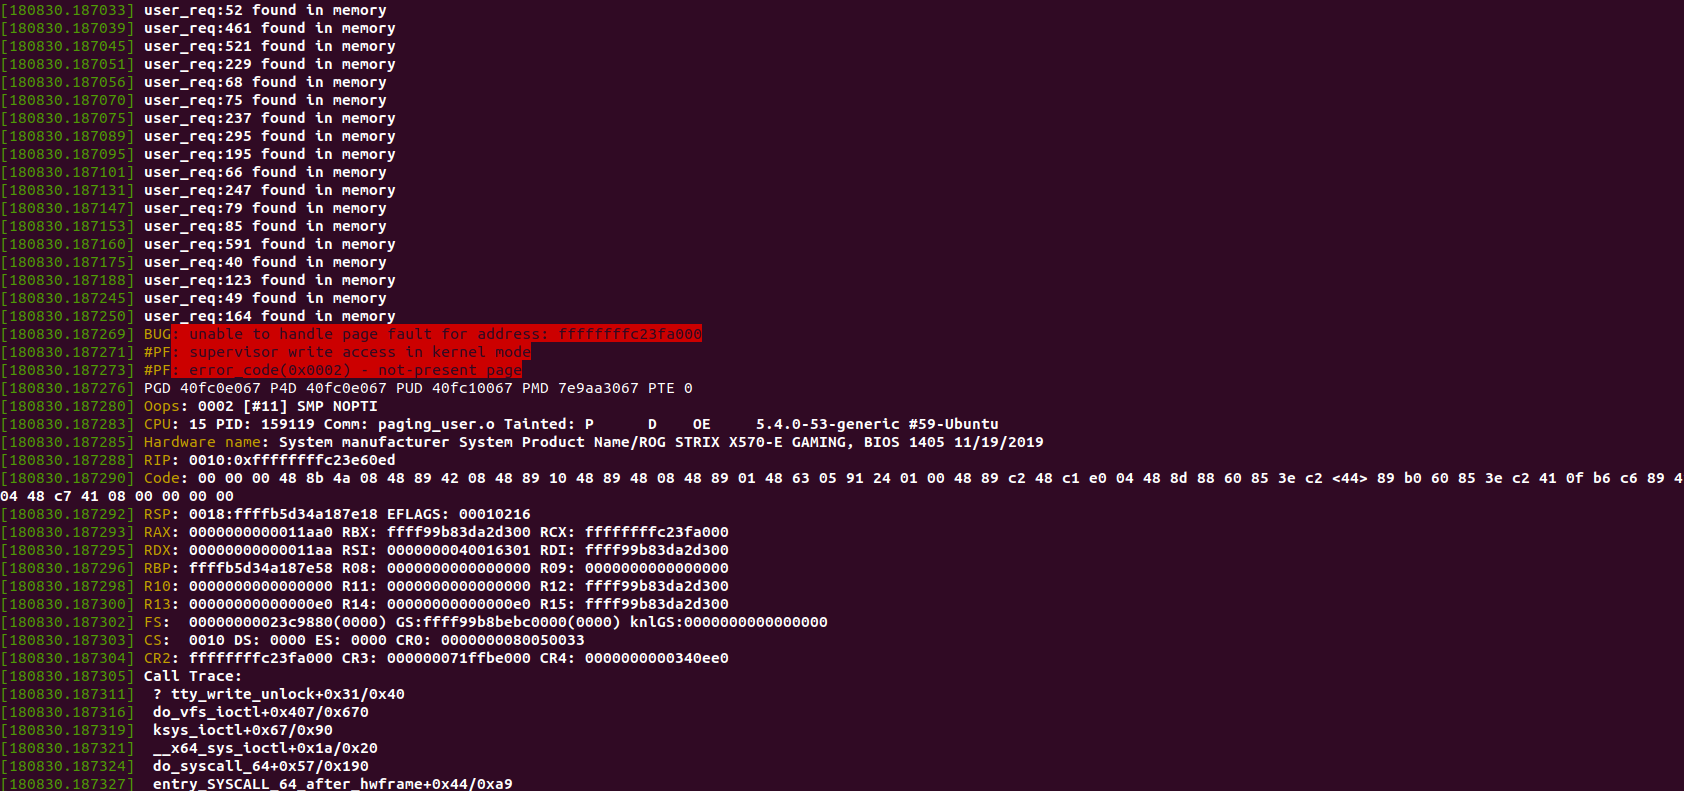 [180830.187033] user_req:52 found in memory
[180830.187039] user_req:461 found in memory
[180830.187045] user_req:521 found in memory
[180830.187051] user_req:229 found in memory
[180830.187056] user_req:68 found in memory
[180830.187070] user_req:75 found in memory
[180830.187075] user_req:237 found in memory
[180830.187089] user_req:295 found in memory
[180830.187095] user_req:195 found in memory
[180830.187101] user_req:66 found in memory
[180830.187131] user_req:247 found in memory
[180830.187147] user_req:79 found in memory
[180830.187153] user_req:85 found in memory
[180830.187160] user_req:591 found in memory
[180830.187175] user_req:40 found in memory
[180830.187188] user_req:123 found in memory
[180830.187245] user_req:49 found in memory
[180830.187250] user_req:164 found in memory
[180830.187269] BUG: unable to handle page fault for address: ffffffffc23fa000
[180830.187271] #PF: supervisor write access in kernel mode
[180830.187273] #PF: error_code(0x0002) - not-present page
[180830.187276] PGD 40fc0e067 P4D 40fc0e067 PUD 40fc10067 PMD 7e9aa3067 PTE 0
[180830.187280] Oops: 0002 [#11] SMP NOPTI
[180830.187283] CPU: 15 PID: 159119 Comm: paging_user.o Tainted: P      D    OE     5.4.0-53-generic #59-Ubuntu
[180830.187285] Hardware name: System manufacturer System Product Name/ROG STRIX X570-E GAMING, BIOS 1405 11/19/2019
[180830.187288] RIP: 0010:0xffffffffc23e60ed
[180830.187290] Code: 00 00 00 48 8b 4a 08 48 89 42 08 48 89 10 48 89 48 08 48 89 01 48 63 05 91 24 01 00 48 89 c2 48 c1 e0 04 48 8d 88 60 85 3e c2 <44> 89 b0 60 85 3e c2 41 0f b6 c6 89 4
04 48 c7 41 08 00 00 00 00
[180830.187292] RSP: 0018:ffffb5d34a187e18 EFLAGS: 00010216
[180830.187293] RAX: 0000000000011aa0 RBX: ffff99b83da2d300 RCX: ffffffffc23fa000
[180830.187295] RDX: 00000000000011aa RSI: 0000000040016301 RDI: ffff99b83da2d300
[180830.187296] RBP: ffffb5d34a187e58 R08: 0000000000000000 R09: 0000000000000000
[180830.187298] R10: 0000000000000000 R11: 0000000000000000 R12: ffff99b83da2d300
[180830.187300] R13: 00000000000000e0 R14: 00000000000000e0 R15: ffff99b83da2d300
[180830.187302] FS:  00000000023c9880(0000) GS:ffff99b8bebc0000(0000) knlGS:0000000000000000
[180830.187303] CS:  0010 DS: 0000 ES: 0000 CR0: 0000000080050033
[180830.187304] CR2: ffffffffc23fa000 CR3: 000000071ffbe000 CR4: 0000000000340ee0
[180830.187305] Call Trace:
[180830.187311]  ? tty_write_unlock+0x31/0x40
[180830.187316]  do_vfs_ioctl+0x407/0x670
[180830.187319]  ksys_ioctl+0x67/0x90
[180830.187321]  __x64_sys_ioctl+0x1a/0x20
[180830.187324]  do_syscall_64+0x57/0x190
[180830.187327]  entry_SYSCALL_64_after_hwframe+0x44/0xa9